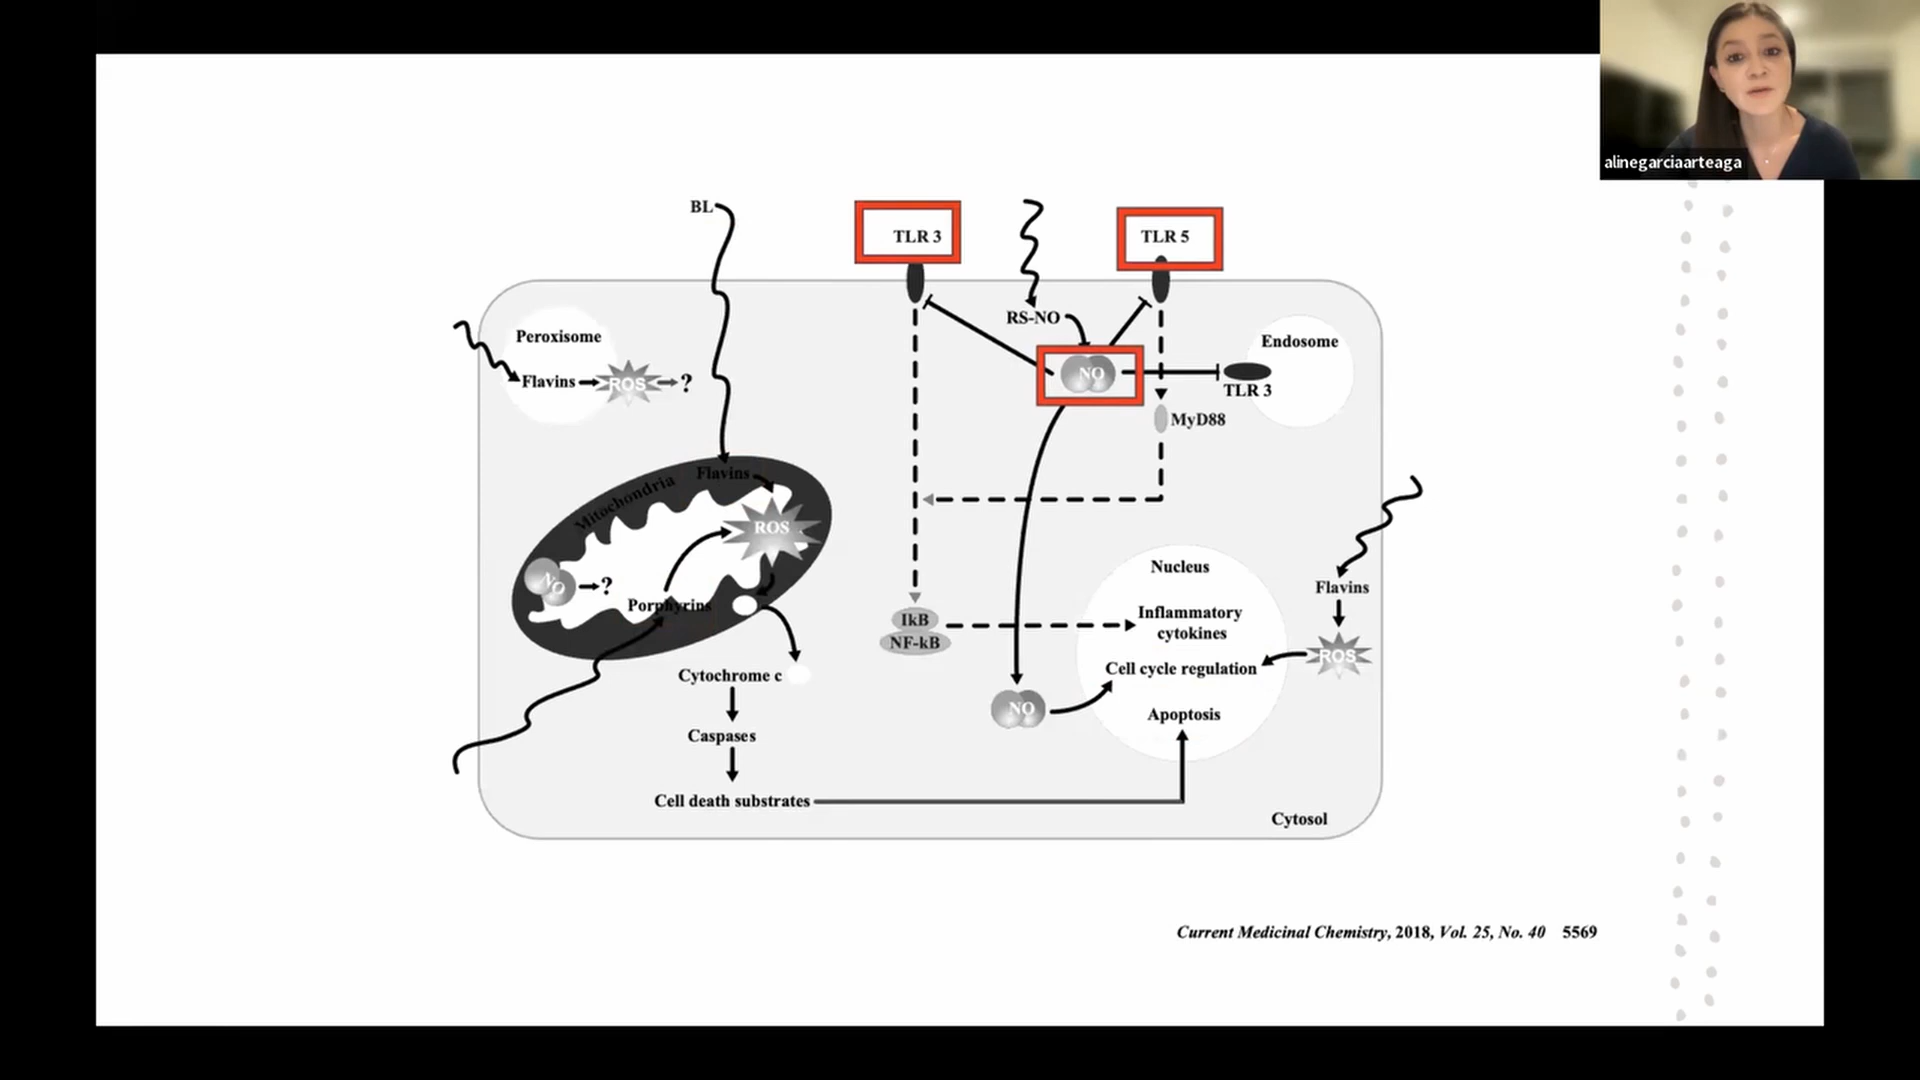 alinegarciaarteaga
BL
TLR 3
TLR 5
RS-NO
Peroxisome
Flavins
ROS
?
NO
Endosome
TLR 3
MyD88
Flavins
Mitochondria
ROS
NO
?
Porphyrins
IkB
NF-kB
Nucleus
Inflammatory
cytokines
Cell cycle regulation
Apoptosis
Flavins
ROS
Cytochrome c
NO
Caspases
Cell death substrates
Cytosol
Current Medicinal Chemistry, 2018, Vol. 25, No. 40 5569